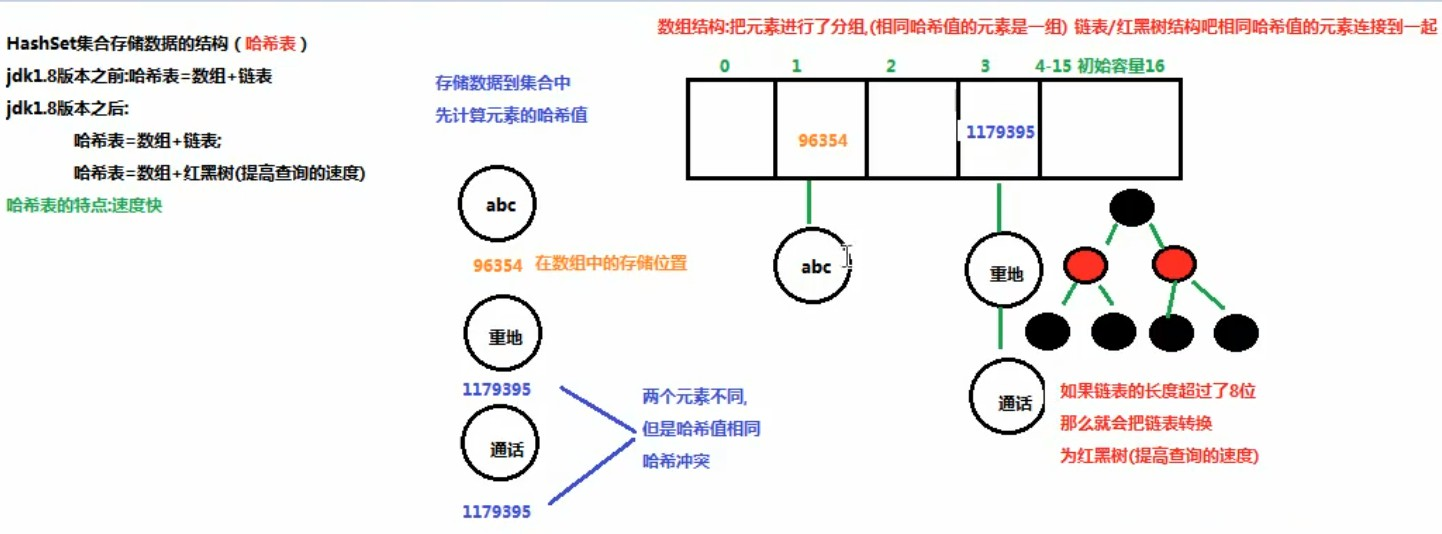 数组结构:把元素进行了分组,(相同哈希值的元素是一组) 链表/红黑树结构吧相同哈希值的元素连接到一起
HashSet集合存储数据的结构（哈希表）
jdk1.8版本之前:哈希表=数组+链表
jdk1.8版本之后:
哈希表=数组+链表;
哈希表=数组+红黑树(提高查询的速度)
哈希表的特点:速度快
存储数据到集合中
先计算元素的哈希值
abc
96354 在数组中的存储位置
重地
1179395
通话
1179395
两个元素不同,
但是哈希值相同
哈希冲突
0 1 2 3 4-15 初始容量16
96354
1179395
abc
重地
通话
如果链表的长度超过了8位
那么就会把链表转换
为红黑树(提高查询的速度)